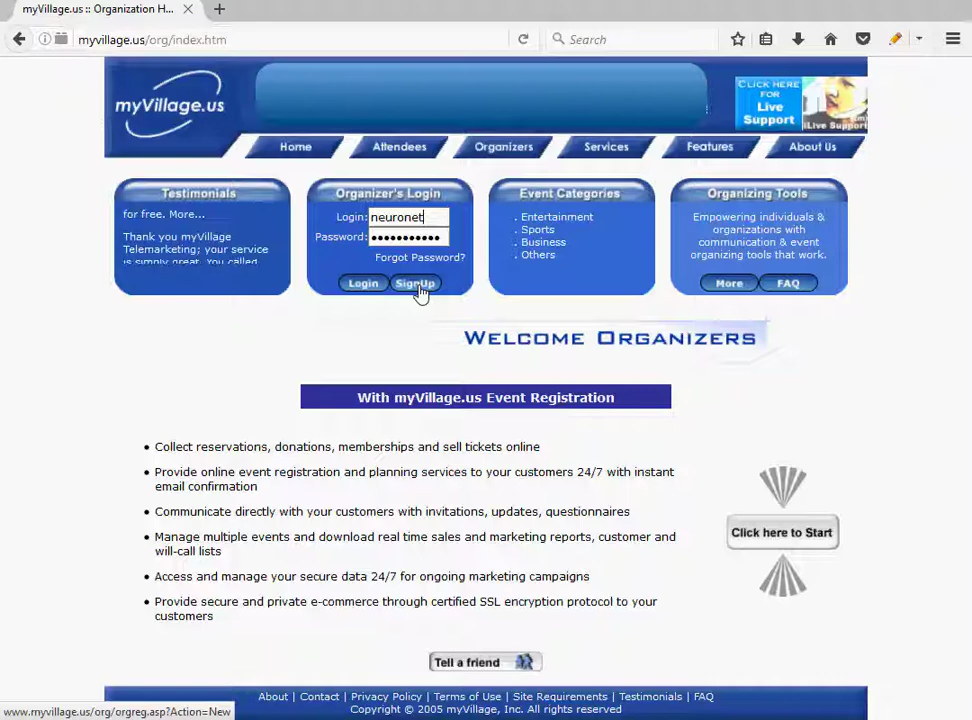 myVillage.us :: Organization H...
myvillage.us/org/index.htm
Search
myVillage.us
CLICK HERE
FOR
Live
Support
iLive Support
Home
Attendees
Organizers
Services
Features
About Us
Testimonials
for free. More...
Thank you myVillage
Telemarketing; your service
is simply great. You called
Organizer's Login
Login: neuronet
Password: •••••••••••
Forgot Password?
Login
SignUp
Event Categories
. Entertainment
. Sports
. Business
. Others
Organizing Tools
Empowering individuals &
organizations with
communication & event
organizing tools that work.
More
FAQ
WELCOME ORGANIZERS
With myVillage.us Event Registration
• Collect reservations, donations, memberships and sell tickets online
• Provide online event registration and planning services to your customers 24/7 with instant
email confirmation
• Communicate directly with your customers with invitations, updates, questionnaires
• Manage multiple events and download real time sales and marketing reports, customer and
will-call lists
• Access and manage your secure data 24/7 for ongoing marketing campaigns
• Provide secure and private e-commerce through certified SSL encryption protocol to your
customers
Click here to Start
Tell a friend
About | Contact | Privacy Policy | Terms of Use | Site Requirements | Testimonials | FAQ
Copyright © 2005 myVillage, Inc. All rights reserved
www.myvillage.us/org/orgreg.asp?Action=New